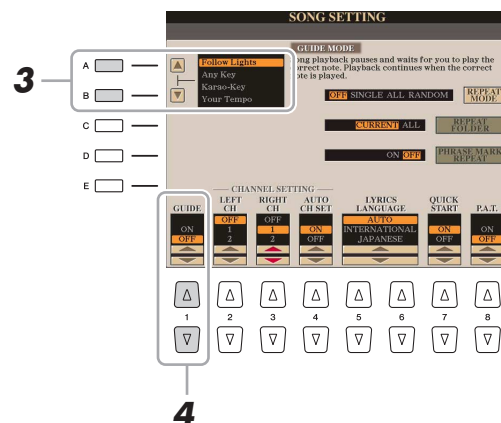 SONG SETTING
GUIDE MODE
3
A
B
C
D
E
Follow Lights
Any Key
Karao-Key
Your Tempo
ong playback pauses and waits for you to play the
orrect note. Playback continues when the correct
ote is played.
OFF SINGLE ALL RANDOM
REPEAT
MODE
CURRENT ALL
REPEAT
FOLDER
ON OFF
PHRASE MARK
REPEAT
CHANNEL SETTING
GUIDE
LEFT
CH
RIGHT
CH
AUTO
CH SET
LYRICS
LANGUAGE
QUICK
START
P.A.T.
ON
OFF
OFF
1
2
OFF
1
2
ON
OFF
AUTO
INTERNATIONAL
JAPANESE
ON
OFF
ON
OFF
1 2 3 4 5 6 7 8
4